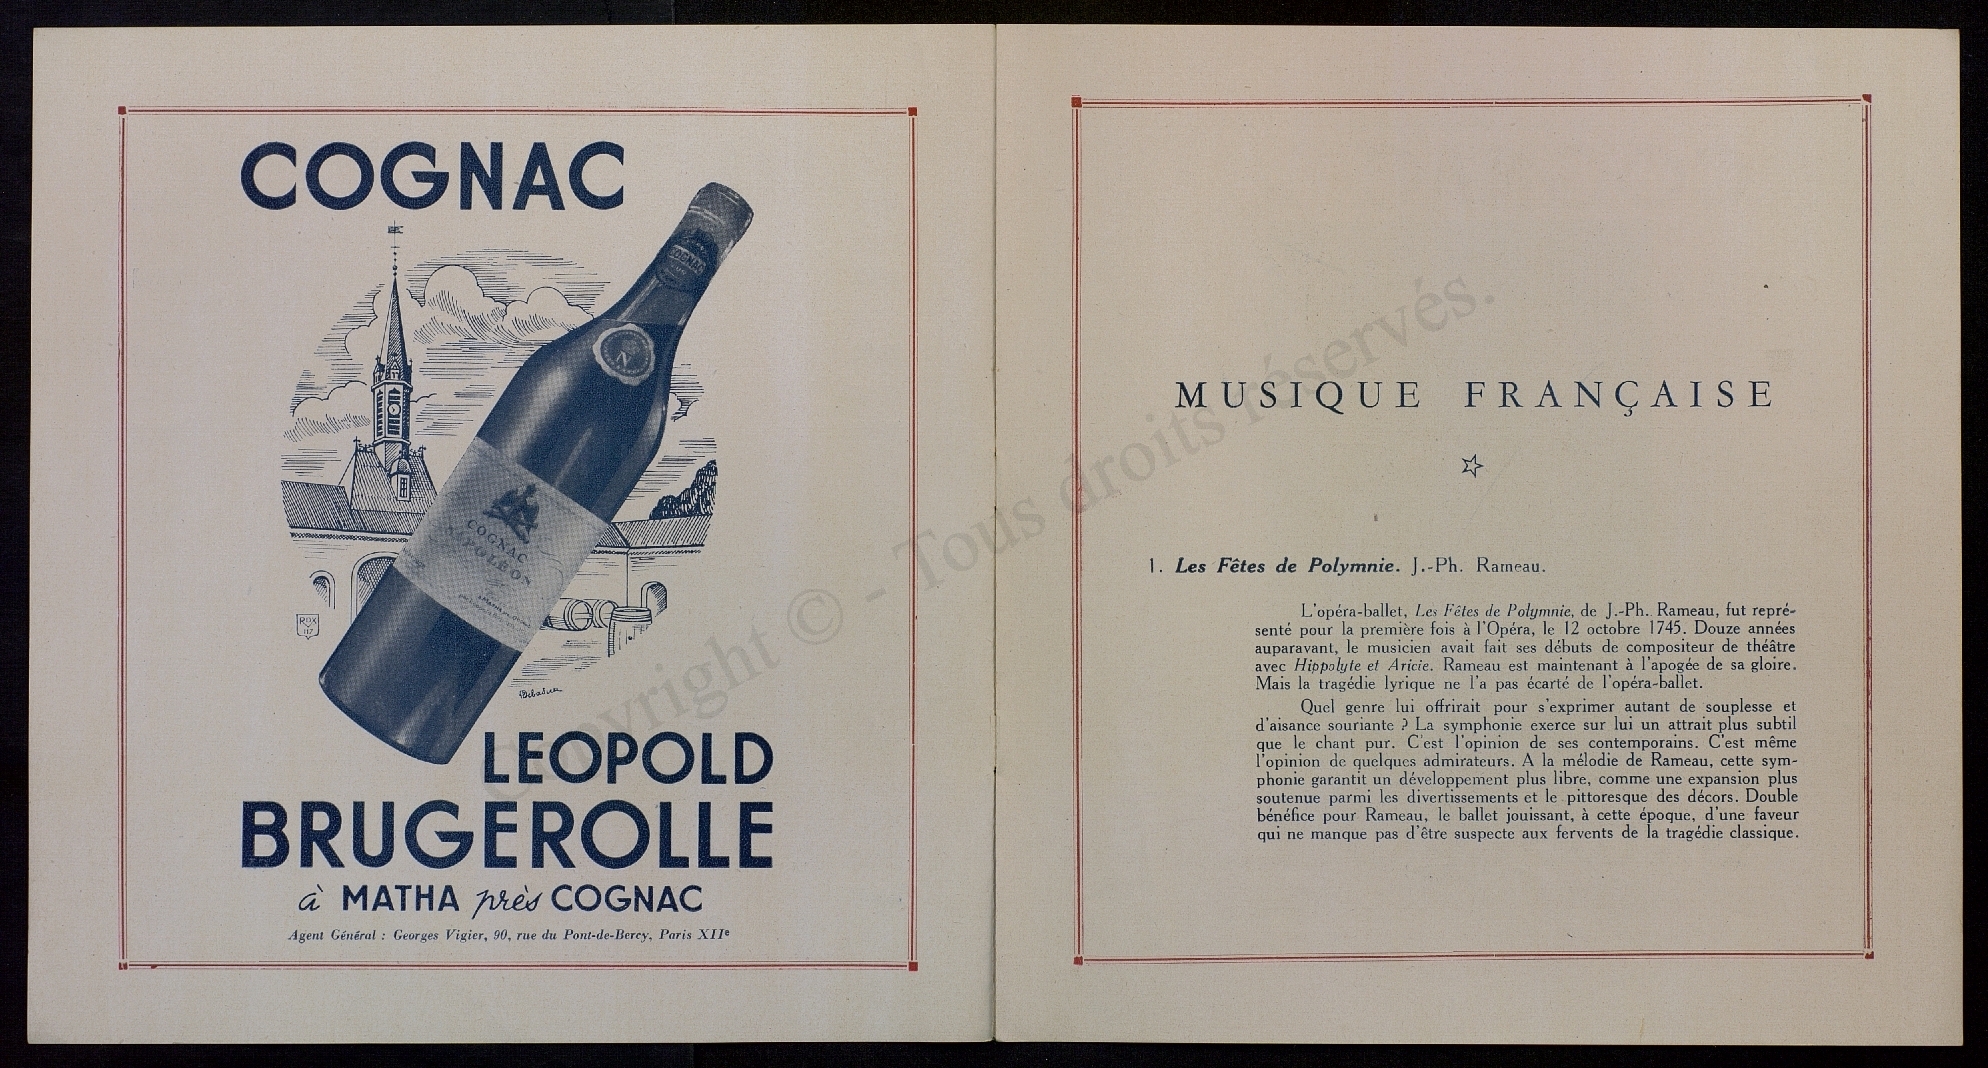 COGNAC
COGNAC
N
COGNAC
NAPOLÉON
ROX
117
LEOPOLD
BRUGEROLLE
à MATHA près COGNAC
Agent Général : Georges Vigier, 90, rue du Pont-de-Bercy, Paris XIIe
Copyright © - Tous droits réservés.
MUSIQUE FRANÇAISE
1. Les Fêtes de Polymnie. J.-Ph. Rameau.
L'opéra-ballet, Les Fêtes de Polymnie, de J.-Ph. Rameau, fut repré-
senté pour la première fois à l'Opéra, le 12 octobre 1745. Douze années
auparavant, le musicien avait fait ses débuts de compositeur de théâtre
avec Hippolyte et Aricie. Rameau est maintenant à l'apogée de sa gloire.
Mais la tragédie lyrique ne l'a pas écarté de l'opéra-ballet.
Quel genre lui offrirait pour s'exprimer autant de souplesse et
d'aisance souriante ? La symphonie exerce sur lui un attrait plus subtil
que le chant pur. C'est l'opinion de ses contemporains. C'est même
l'opinion de quelques admirateurs. A la mélodie de Rameau, cette sym-
phonie garantit un développement plus libre, comme une expansion plus
soutenue parmi les divertissements et le pittoresque des décors. Double
bénéfice pour Rameau, le ballet jouissant, à cette époque, d'une faveur
qui ne manque pas d'être suspecte aux fervents de la tragédie classique.